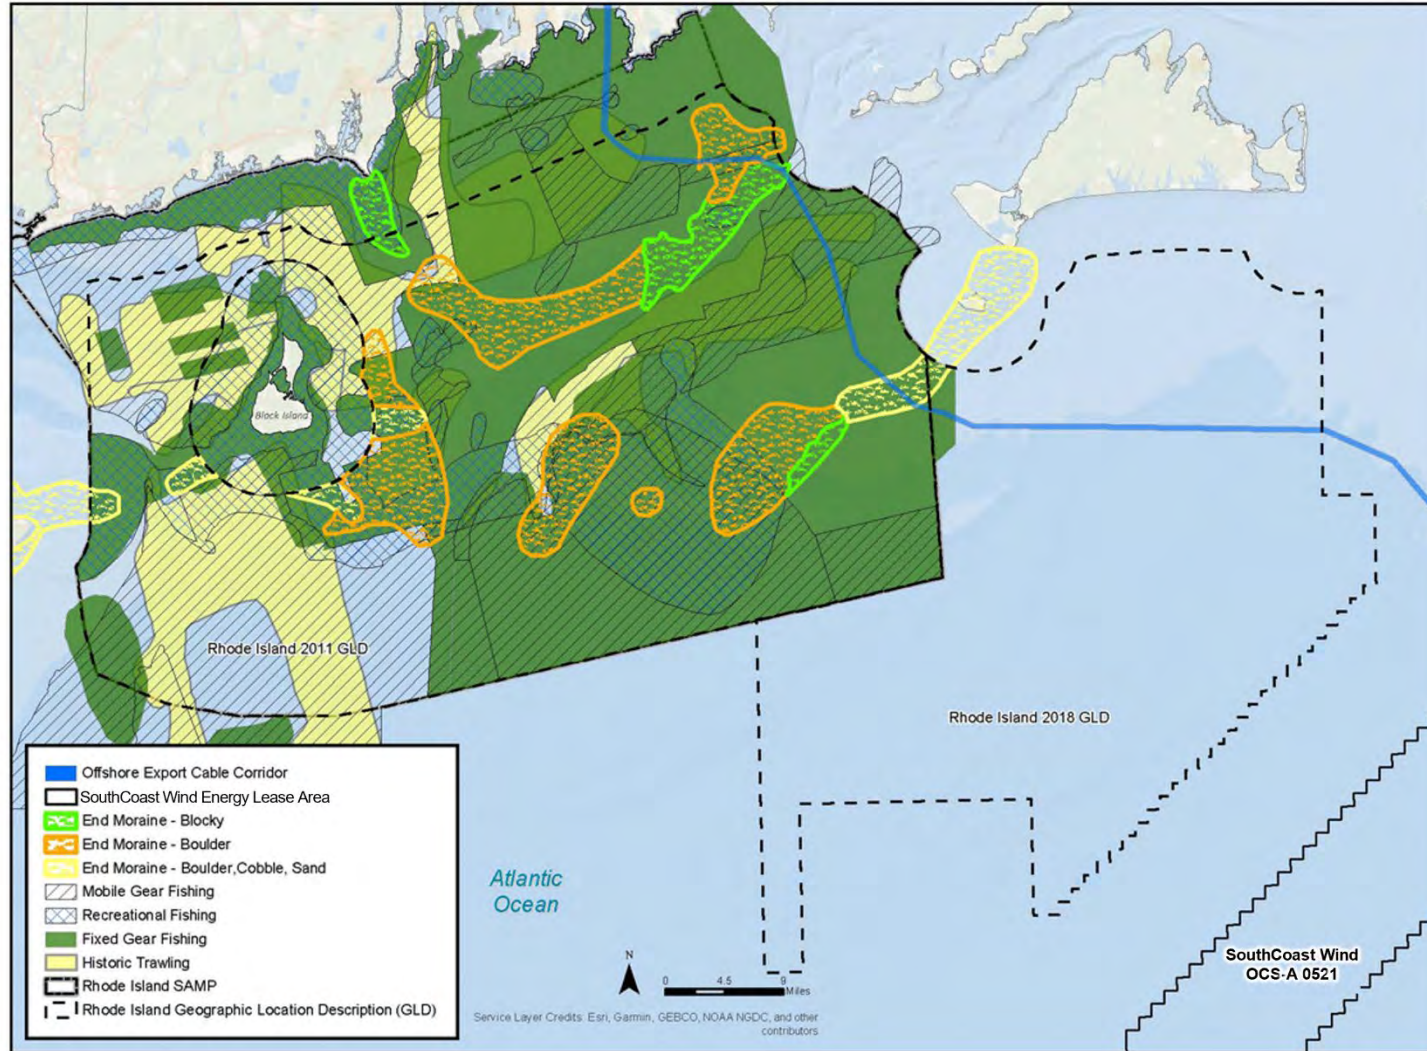 Block Island
Rhode Island 2011 GLD
Rhode Island 2018 GLD
Offshore Export Cable Corridor
SouthCoast Wind Energy Lease Area
End Moraine - Blocky
End Moraine - Boulder
End Moraine - Boulder,Cobble, Sand
Mobile Gear Fishing
Recreational Fishing
Fixed Gear Fishing
Historic Trawling
Rhode Island SAMP
Rhode Island Geographic Location Description (GLD)
Atlantic
Ocean
N
0 4.5 9
Miles
SouthCoast Wind
OCS-A 0521
Service Layer Credits: Esri, Garmin, GEBCO, NOAA NGDC, and other
contributors